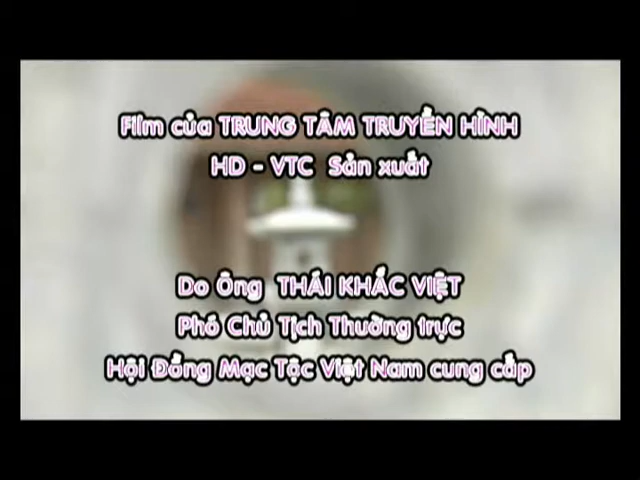 Film của TRUNG TÂM TRUYỀN HÌNH
HD - VTC Sản xuất
Do Ông THÁI KHẮC VIỆT
Phó Chủ Tịch Thường trực
Hội Đồng Mạc Tộc Việt Nam cung cấp